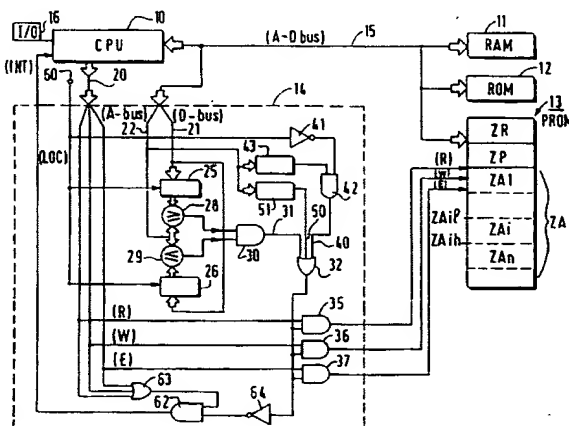 16 10 15 11
I/O CPU (A-D bus) RAM
(INT) 20 12
60 14 ROM
(A-bus) (D-bus) 13
22 21 41 PROM
43 ZR
(LOC) 42 (R) ZP
25 51 (W) ZA1
(E)
28 31 50 40 ZAiℓ ZAi ZA
29 30 ZAih ZAn
32
26 35
(R) 36
(W) 37
(E)
63
62 64